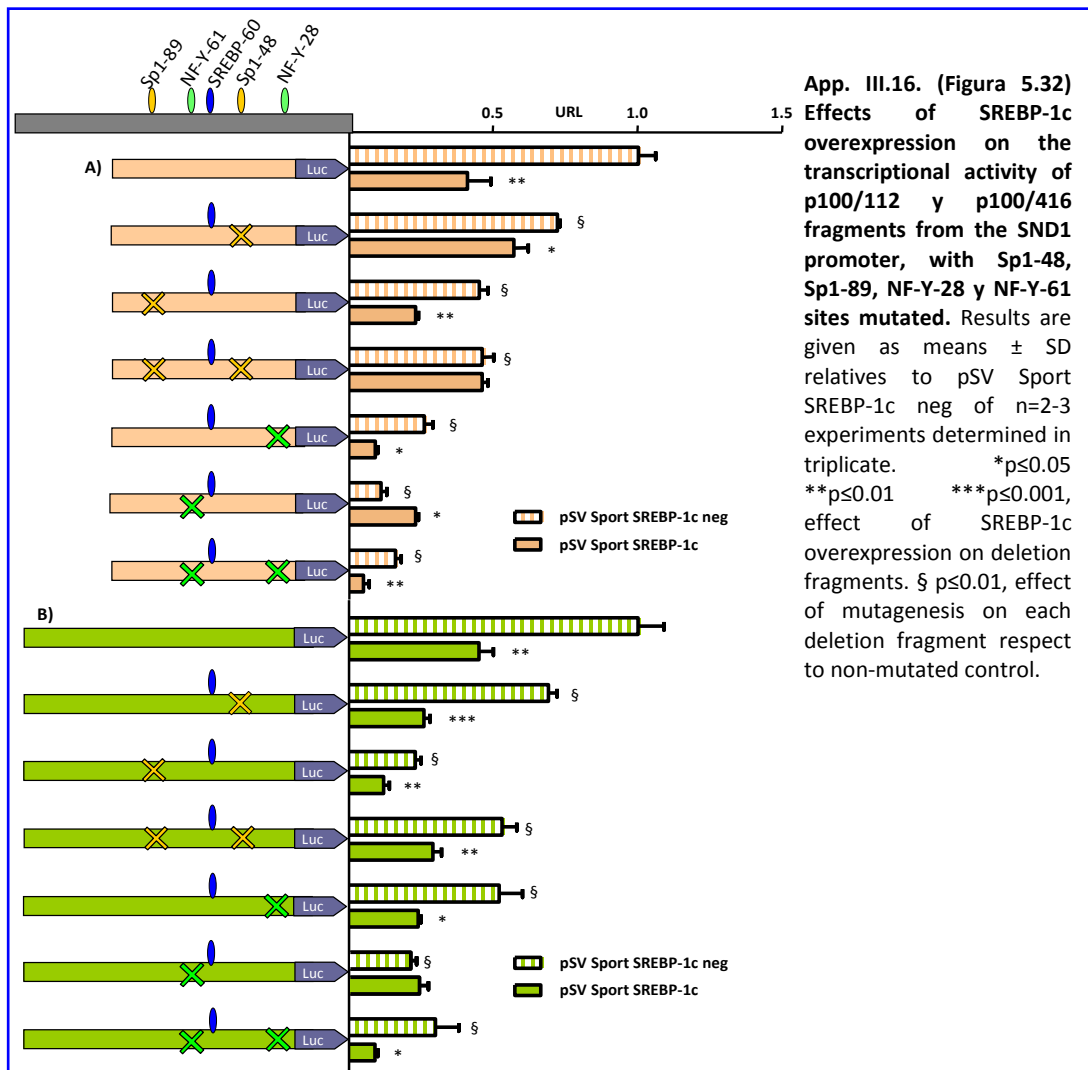 Sp1-89
NF-Y-61
SREBP-60
Sp1-48
NF-Y-28
0.5 URL 1.0 1.5
A)
Luc
**
§
Luc
*
§
Luc
**
§
Luc
§
Luc
*
§
Luc
*
pSV Sport SREBP-1c neg
pSV Sport SREBP-1c
§
Luc
**
B)
Luc
**
§
Luc
***
§
Luc
**
§
Luc
**
§
Luc
*
§
Luc
pSV Sport SREBP-1c neg
pSV Sport SREBP-1c
§
Luc
*
App. III.16. (Figura 5.32)
Effects of SREBP-1c
overexpression on the
transcriptional activity of
p100/112 y p100/416
fragments from the SND1
promoter, with Sp1-48,
Sp1-89, NF-Y-28 y NF-Y-61
sites mutated. Results are
given as means ± SD
relatives to pSV Sport
SREBP-1c neg of n=2-3
experiments determined in
triplicate. *p≤0.05
**p≤0.01 ***p≤0.001,
effect of SREBP-1c
overexpression on deletion
fragments. § p≤0.01, effect
of mutagenesis on each
deletion fragment respect
to non-mutated control.